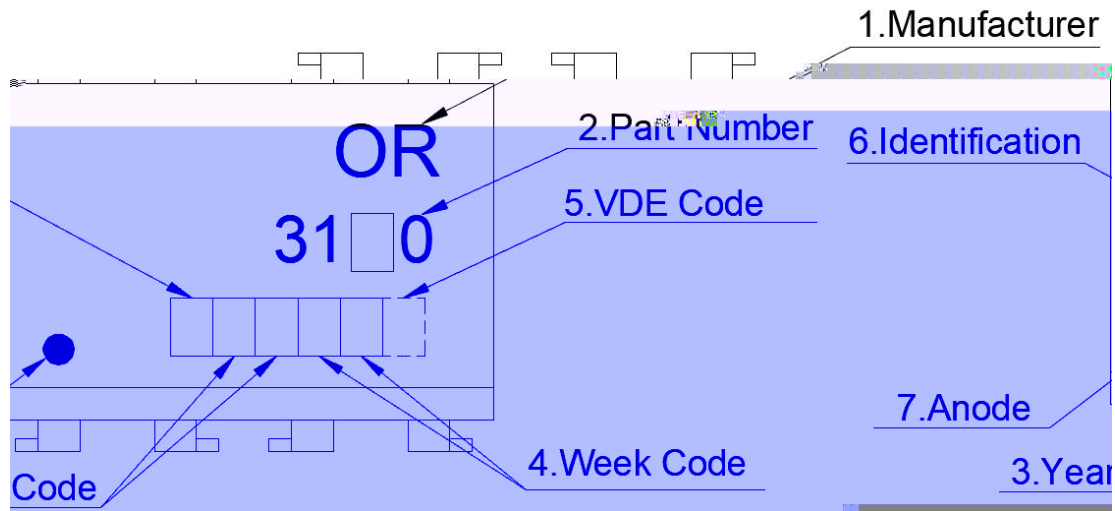 1.Manufacturer
OR
2.Part Number
6.Identification
31 0
5.VDE Code
7.Anode
Code
4.Week Code
3.Year